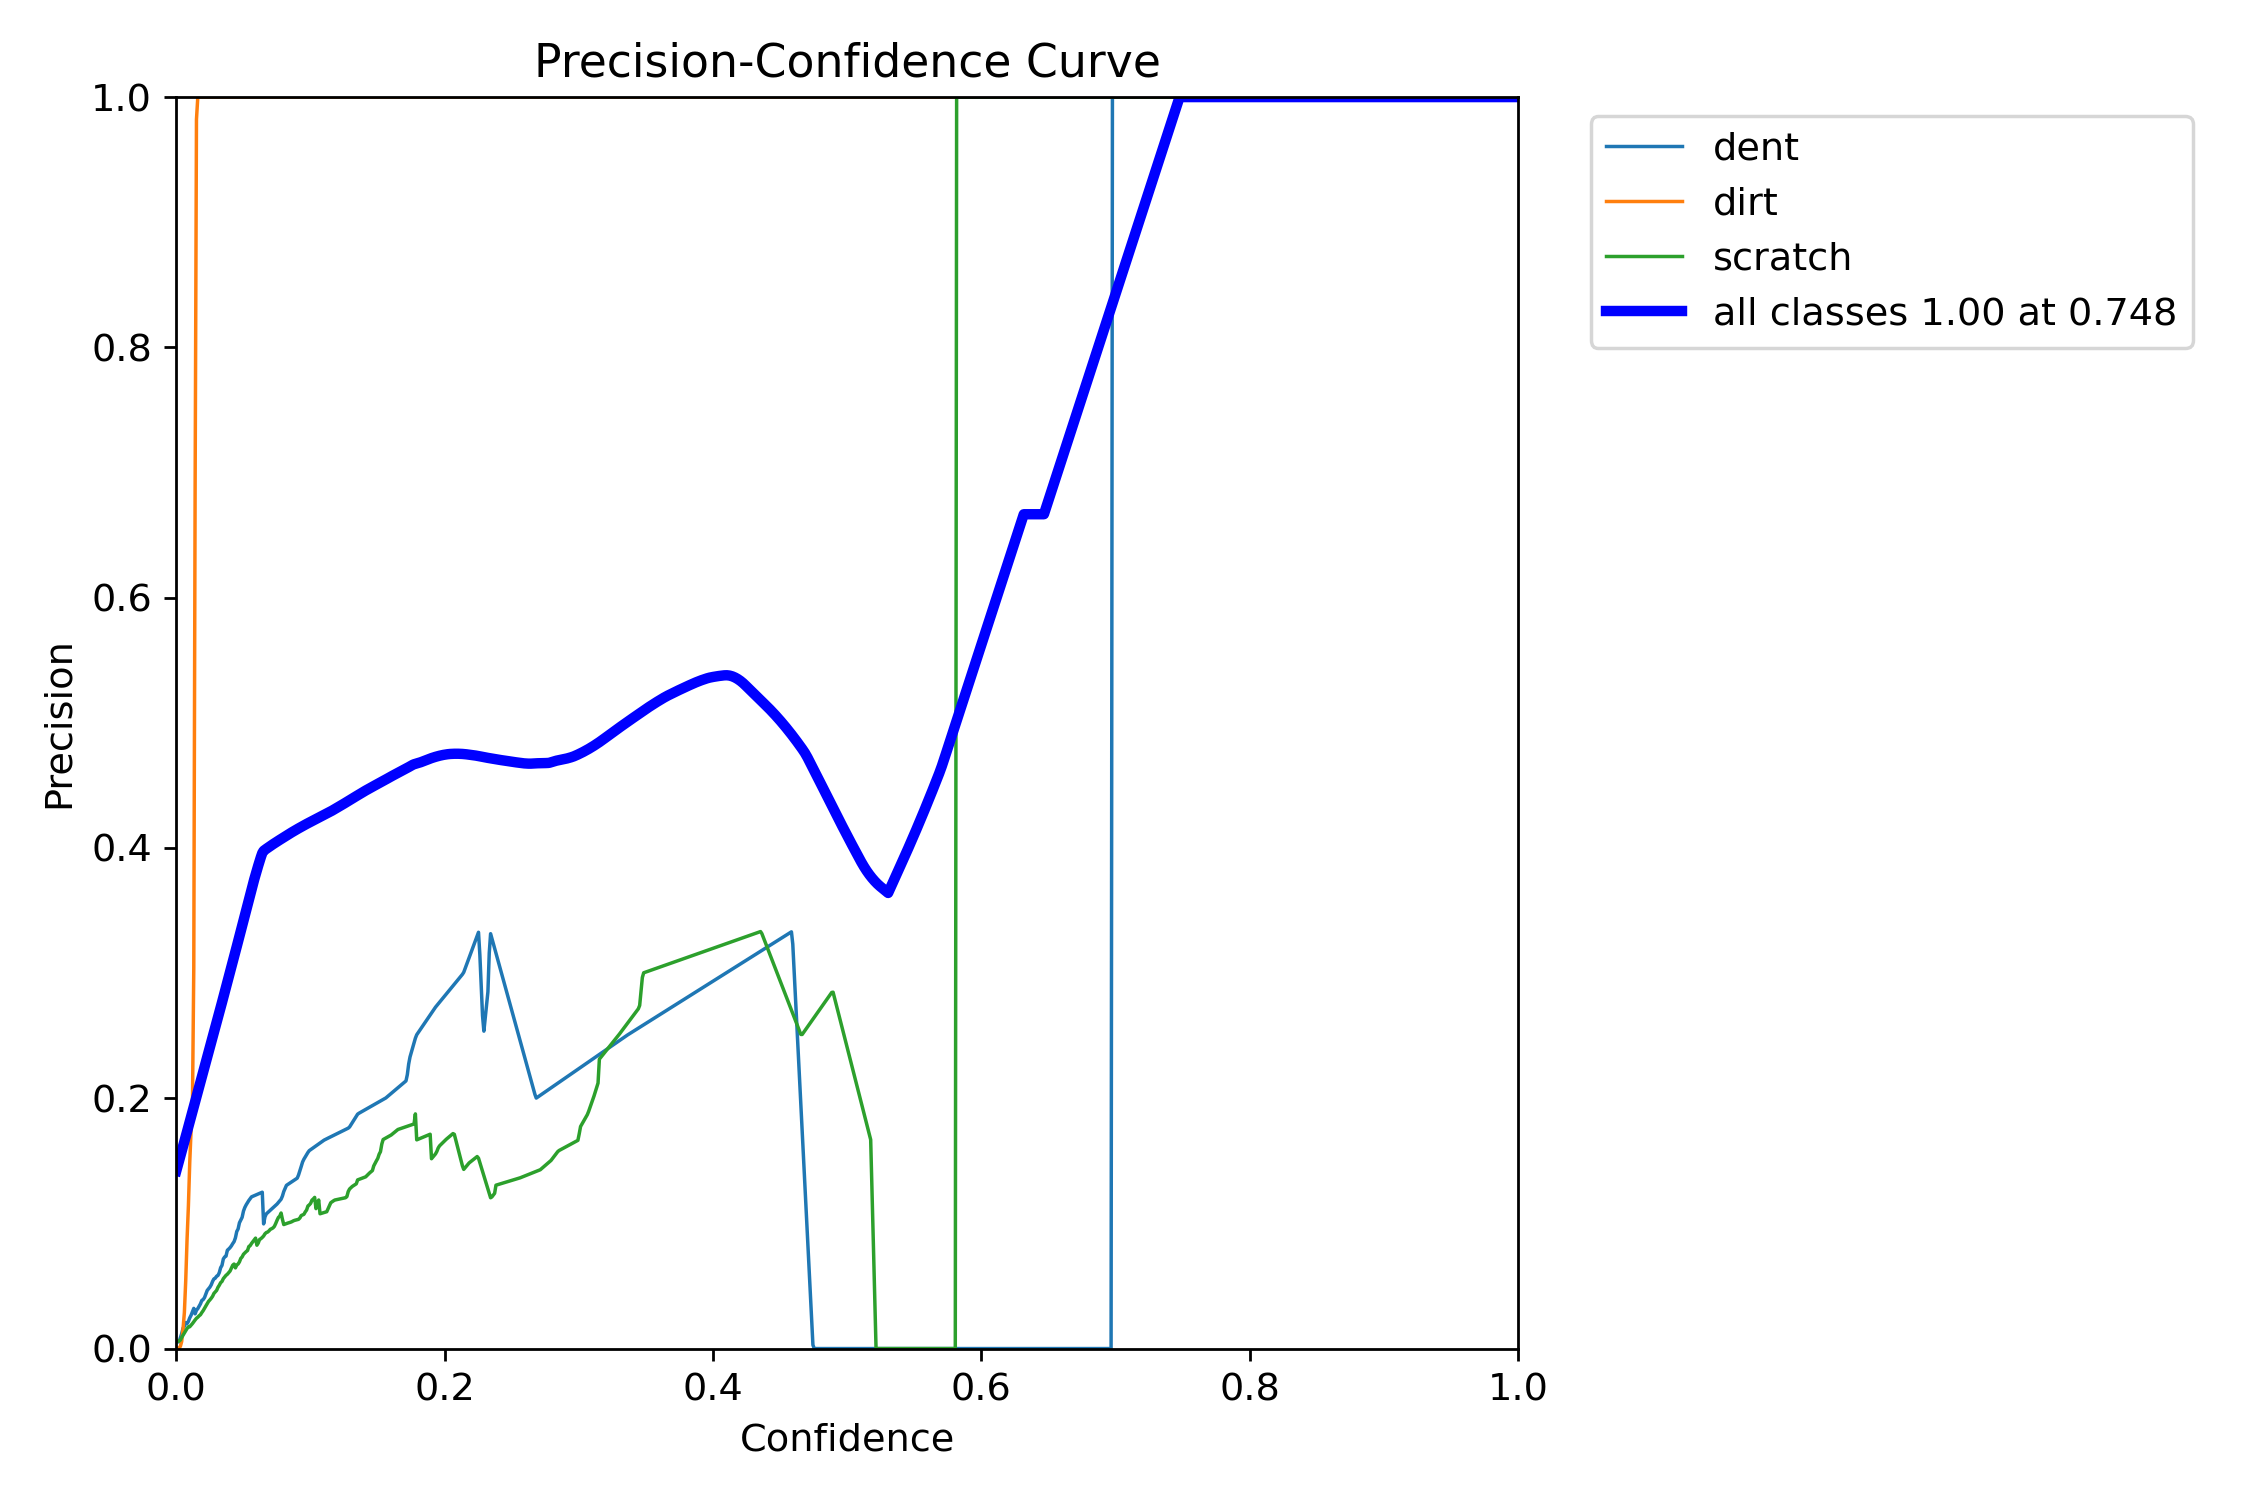 Precision-Confidence Curve
1.0
0.8
0.6
0.4
0.2
0.0
Precision
0.0 0.2 0.4 0.6 0.8 1.0
Confidence
dent
dirt
scratch
all classes 1.00 at 0.748